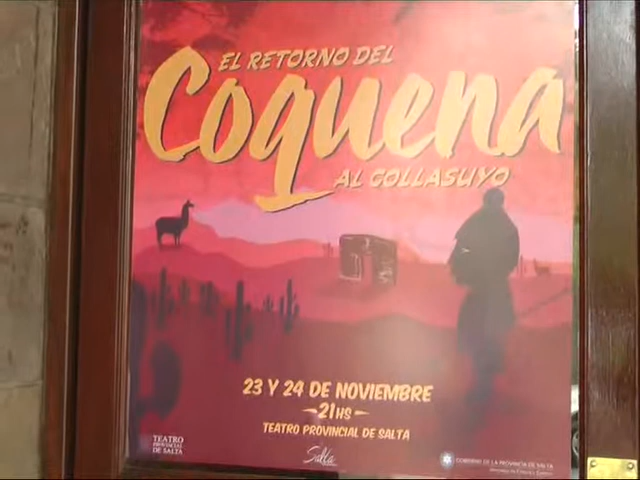 EL RETORNO DEL
Coquena
AL GOLLASUYO
23 Y 24 DE NOVIEMBRE
21HS
TEATRO PROVINCIAL DE SALTA
TEATRO
PROVINCIAL
DE SALTA
Salta
GOBIERNO DE LA PROVINCIA DE SALTA